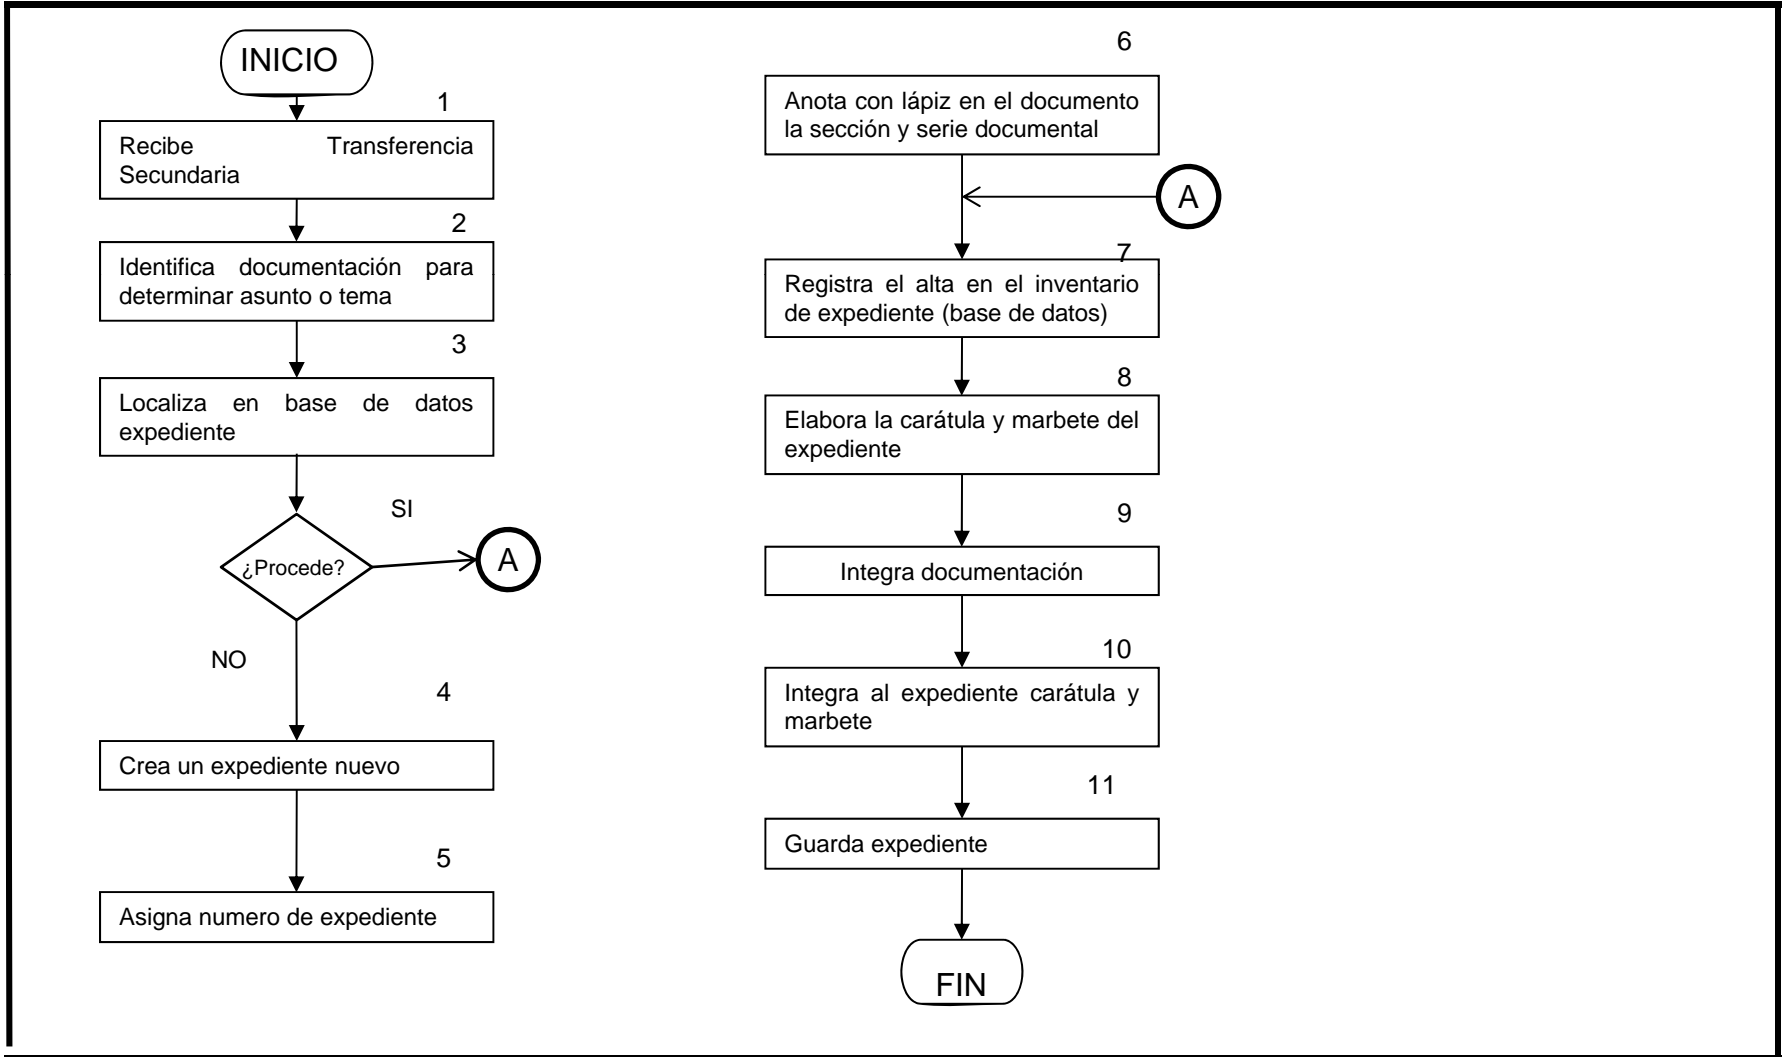 INICIO
1
Recibe Transferencia
Secundaria
2
Identifica documentación para
determinar asunto o tema
3
Localiza en base de datos
expediente
SI
¿Procede?
A
NO
4
Crea un expediente nuevo
5
Asigna numero de expediente
6
Anota con lápiz en el documento
la sección y serie documental
A
7
Registra el alta en el inventario
de expediente (base de datos)
8
Elabora la carátula y marbete del
expediente
9
Integra documentación
10
Integra al expediente carátula y
marbete
11
Guarda expediente
FIN